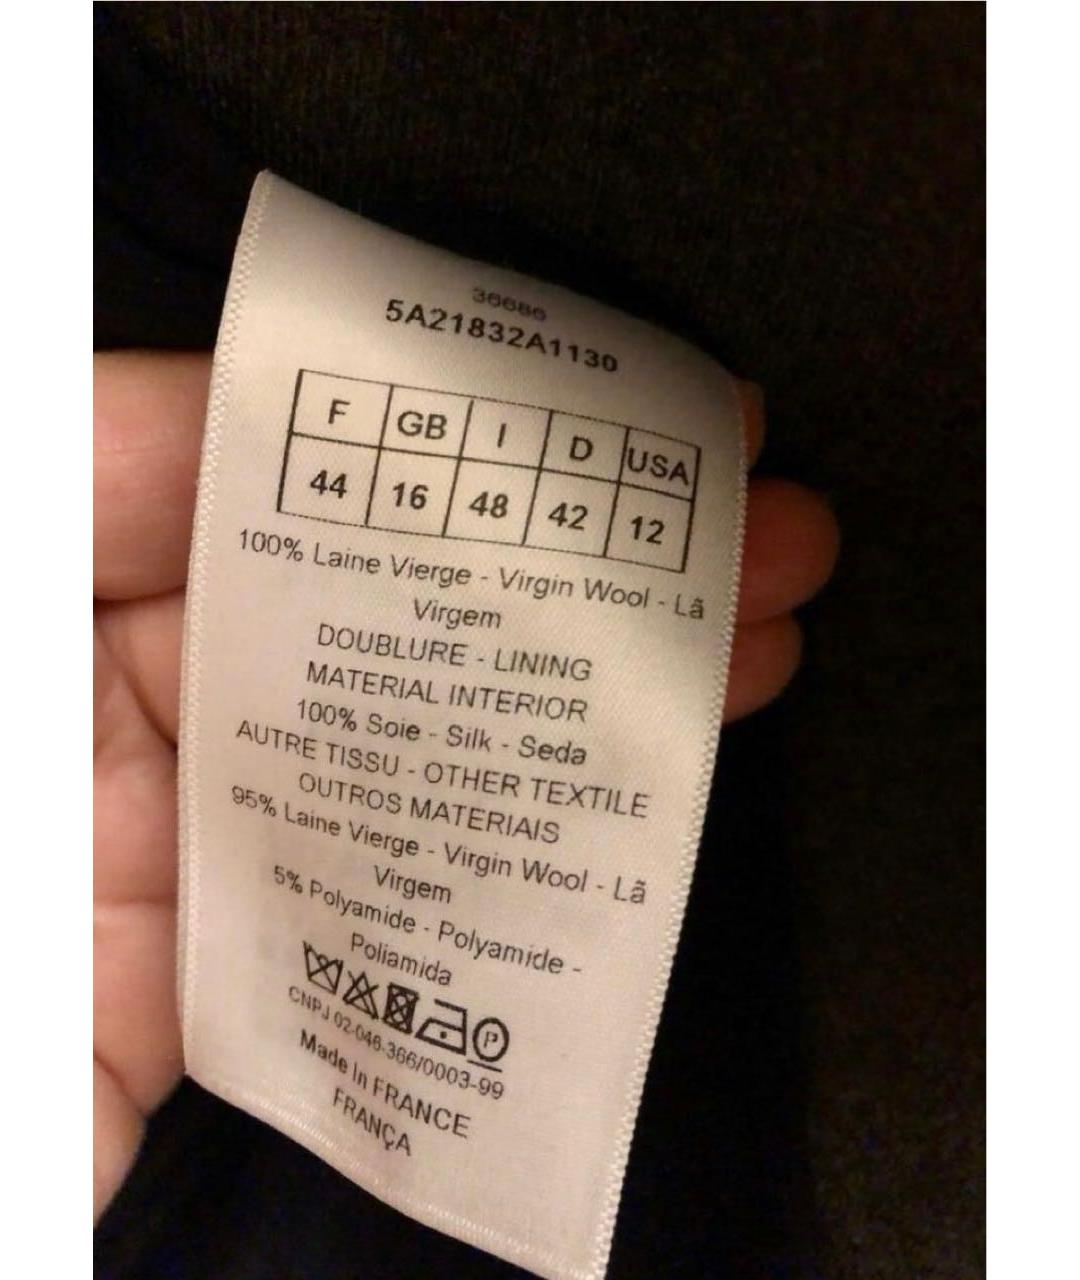 36686
5A21832A1130
F GB I D USA
44 16 48 42 12
100% Laine Vierge - Virgin Wool - Lã
Virgem
DOUBLURE - LINING
MATERIAL INTERIOR
100% Soie - Silk - Seda
AUTRE TISSU - OTHER TEXTILE
OUTROS MATERIAIS
95% Laine Vierge - Virgin Wool - Lã
Virgem
5% Polyamide - Polyamide -
Poliamida
P
CNPJ 02-046-366/0003-99
Made In FRANCE
FRANÇA